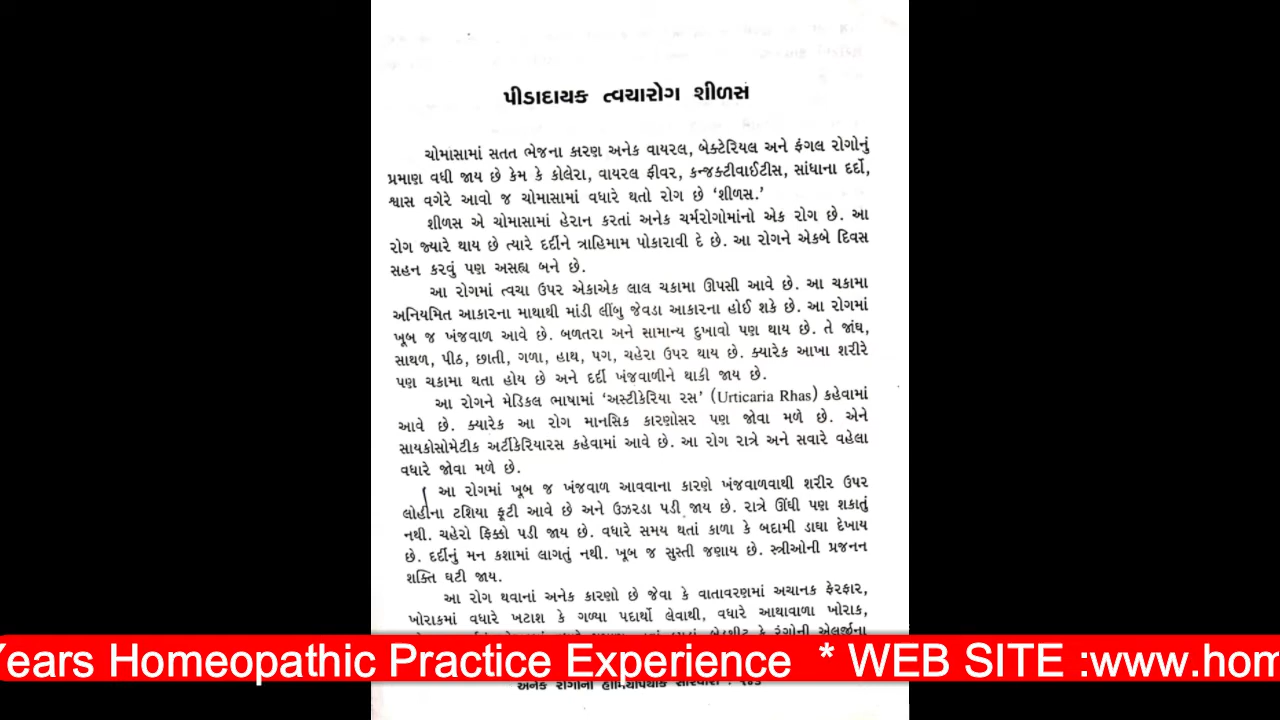 પીડાદાયક ત્વચારોગ શીળસ
ચોમાસામાં સતત ભેજના કારણ અનેક વાયરલ, બેક્ટેરિયલ અને ફંગલ રોગોનું
પ્રમાણ વધી જાય છે કેમ કે કોલેરા, વાયરલ ફીવર, કન્જક્ટીવાઈટીસ, સાંધાના દર્દો,
શ્વાસ વગેરે આવો જ ચોમાસામાં વધારે થતો રોગ છે ‘શીળસ.’
શીળસ એ ચોમાસામાં હેરાન કરતાં અનેક ચર્મરોગોમાંનો એક રોગ છે. આ
રોગ જ્યારે થાય છે ત્યારે દર્દીને ત્રાહિમામ પોકારાવી દે છે. આ રોગને એકબે દિવસ
સહન કરવું પણ અસહ્ય બને છે.
આ રોગમાં ત્વચા ઉપર એકાએક લાલ ચકામા ઊપસી આવે છે. આ ચકામા
અનિયમિત આકારના માથાથી માંડી લીંબુ જેવડા આકારના હોઈ શકે છે. આ રોગમાં
ખૂબ જ ખંજવાળ આવે છે. બળતરા અને સામાન્ય દુખાવો પણ થાય છે. તે જાંઘ,
સાથળ, પીઠ, છાતી, ગળા, હાથ, પગ, ચહેરા ઉપર થાય છે. ક્યારેક આખા શરીરે
પણ ચકામા થતા હોય છે અને દર્દી ખંજવાળીને થાકી જાય છે.
આ રોગને મેડિકલ ભાષામાં ‘અસ્ટીકેરિયા રસ’ (Urticaria Rhas) કહેવામાં
આવે છે. ક્યારેક આ રોગ માનસિક કારણોસર પણ જોવા મળે છે. એને
સાયકોસોમેટીક અર્ટીકેરિયારસ કહેવામાં આવે છે. આ રોગ રાત્રે અને સવારે વહેલા
વધારે જોવા મળે છે.
આ રોગમાં ખૂબ જ ખંજવાળ આવવાના કારણે ખંજવાળવાથી શરીર ઉપર
લોહીના ટશિયા ફૂટી આવે છે અને ઉઝરડા પડી જાય છે. રાત્રે ઊંઘી પણ શકાતું
નથી. ચહેરો ફિક્કો પડી જાય છે. વધારે સમય થતાં કાળા કે બદામી ડાઘા દેખાય
છે. દર્દીનું મન કશામાં લાગતું નથી. ખૂબ જ સુસ્તી જણાય છે. સ્ત્રીઓની પ્રજનન
શક્તિ ઘટી જાય.
આ રોગ થવાનાં અનેક કારણો છે જેવા કે વાતાવરણમાં અચાનક ફેરફાર,
ખોરાકમાં વધારે ખટાશ કે ગળ્યા પદાર્થો લેવાથી, વધારે આથાવાળા ખોરાક,
Years Homeopathic Practice Experience * WEB SITE :www.hom